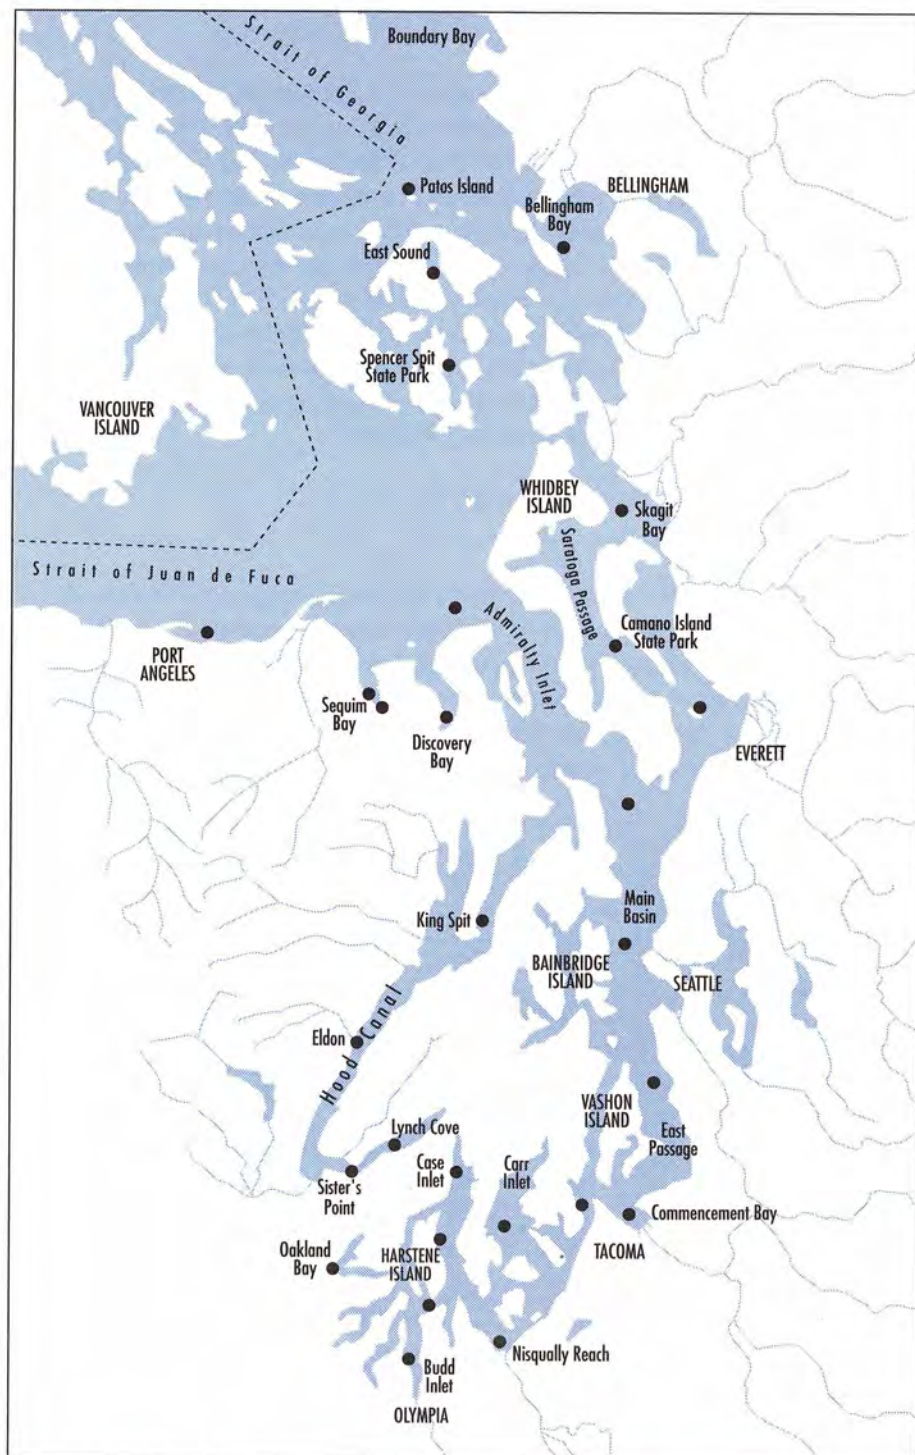 Boundary Bay
Strait of Georgia
Patos Island
BELLINGHAM
Bellingham
Bay
East Sound
Spencer Spit
State Park
VANCOUVER
ISLAND
WHIDBEY
ISLAND
Skagit
Bay
Saratoga Passage
Strait of Juan de Fuca
Admiralty Inlet
Camano Island
State Park
PORT
ANGELES
Sequim
Bay
Discovery
Bay
EVERETT
Main
Basin
King Spit
BAINBRIDGE
ISLAND
SEATTLE
Eldon
Hood Canal
VASHON
ISLAND
East
Passage
Lynch Cove
Case
Inlet
Carr
Inlet
Sister's
Point
Commencement Bay
TACOMA
Oakland
Bay
HARSTENE
ISLAND
Nisqually Reach
Budd
Inlet
OLYMPIA